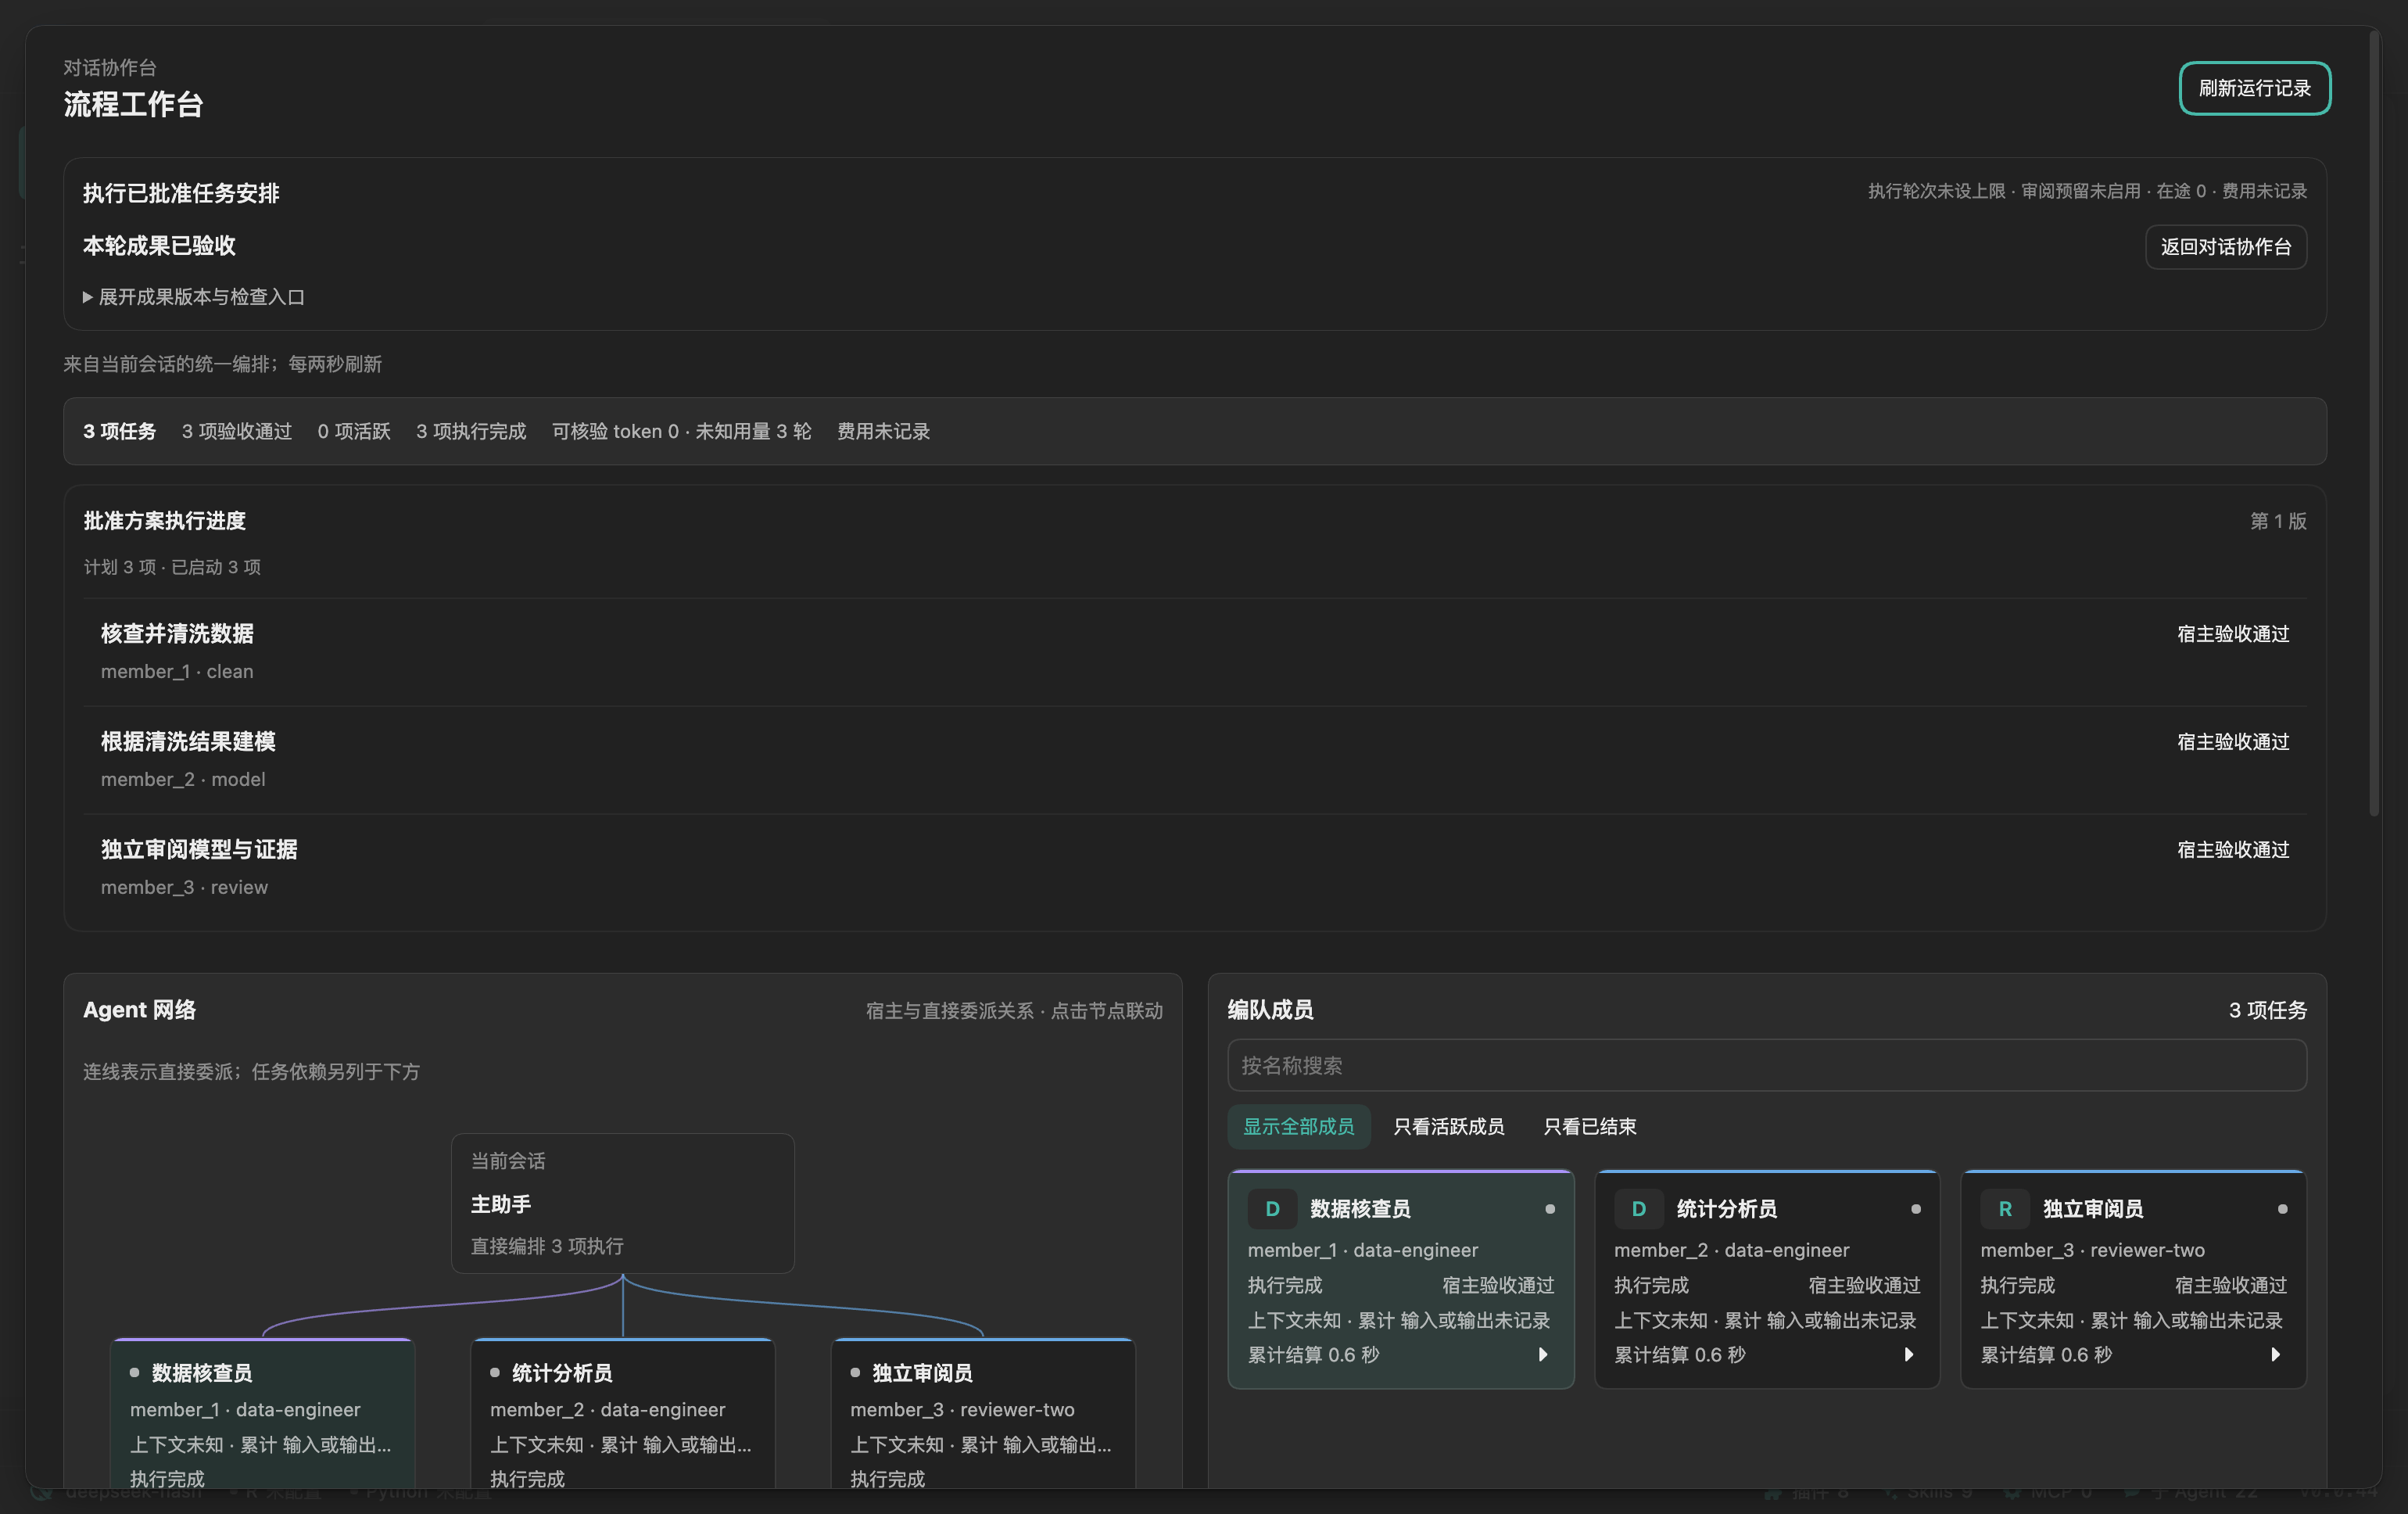 对话协作台
流程工作台
刷新运行记录
执行已批准任务安排
执行轮次未设上限 · 审阅预留未启用 · 在途 0 · 费用未记录
本轮成果已验收
返回对话协作台
▶ 展开成果版本与检查入口
来自当前会话的统一编排；每两秒刷新
3 项任务 3 项验收通过 0 项活跃 3 项执行完成 可核验 token 0 · 未知用量 3 轮 费用未记录
批准方案执行进度
第 1 版
计划 3 项 · 已启动 3 项
核查并清洗数据
宿主验收通过
member_1 · clean
根据清洗结果建模
宿主验收通过
member_2 · model
独立审阅模型与证据
宿主验收通过
member_3 · review
Agent 网络
宿主与直接委派关系 · 点击节点联动
连线表示直接委派；任务依赖另列于下方
当前会话
主助手
直接编排 3 项执行
数据核查员
member_1 · data-engineer
上下文未知 · 累计 输入或输出...
执行完成
统计分析员
member_2 · data-engineer
上下文未知 · 累计 输入或输出...
执行完成
独立审阅员
member_3 · reviewer-two
上下文未知 · 累计 输入或输出...
执行完成
编队成员
3 项任务
按名称搜索
显示全部成员 只看活跃成员 只看已结束
D 数据核查员
member_1 · data-engineer
执行完成 宿主验收通过
上下文未知 · 累计 输入或输出未记录
累计结算 0.6 秒
D 统计分析员
member_2 · data-engineer
执行完成 宿主验收通过
上下文未知 · 累计 输入或输出未记录
累计结算 0.6 秒
R 独立审阅员
member_3 · reviewer-two
执行完成 宿主验收通过
上下文未知 · 累计 输入或输出未记录
累计结算 0.6 秒